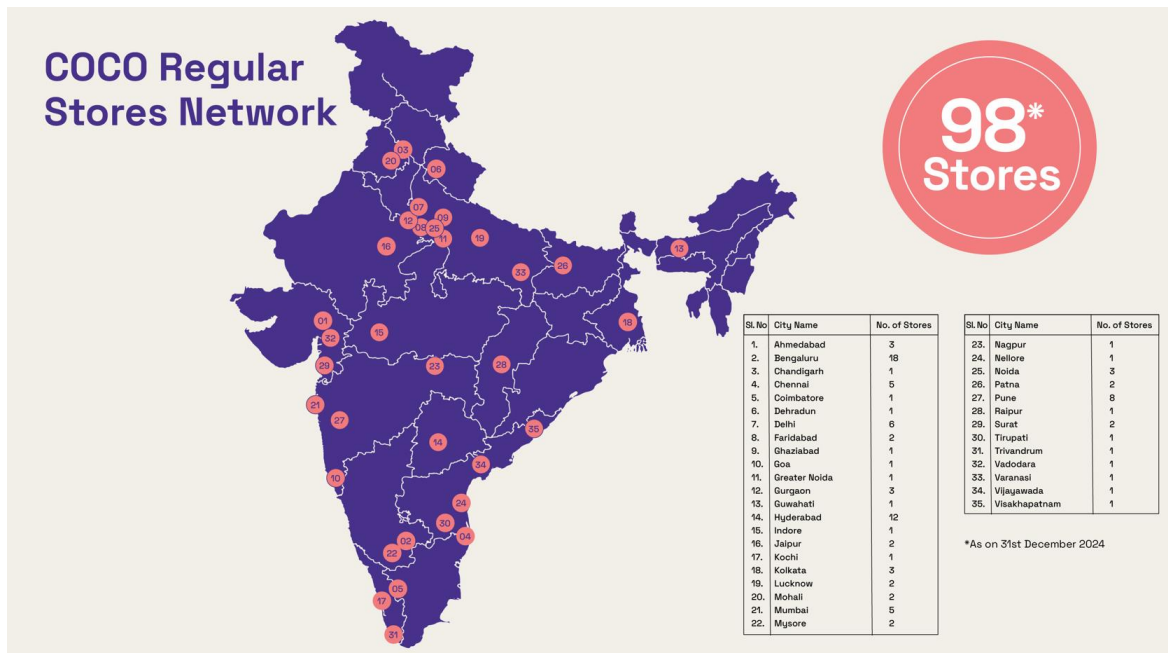 COCO Regular
Stores Network
98*
Stores
03
20
06
07
12
09
08
25
11
16
19
13
33
26
01
32
15
18
29
23
28
21
27
14
35
34
10
24
30
02
04
22
05
17
31
Sl. No City Name No. of Stores
1. Ahmedabad 3
2. Bengaluru 18
3. Chandigarh 1
4. Chennai 5
5. Coimbatore 1
6. Dehradun 1
7. Delhi 6
8. Faridabad 2
9. Ghaziabad 1
10. Goa 1
11. Greater Noida 1
12. Gurgaon 3
13. Guwahati 1
14. Hyderabad 12
15. Indore 1
16. Jaipur 2
17. Kochi 1
18. Kolkata 3
19. Lucknow 2
20. Mohali 2
21. Mumbai 5
22. Mysore 2
Sl. No City Name No. of Stores
23. Nagpur 1
24. Nellore 1
25. Noida 3
26. Patna 2
27. Pune 8
28. Raipur 1
29. Surat 2
30. Tirupati 1
31. Trivandrum 1
32. Vadodara 1
33. Varanasi 1
34. Vijayawada 1
35. Visakhapatnam 1
*As on 31st December 2024